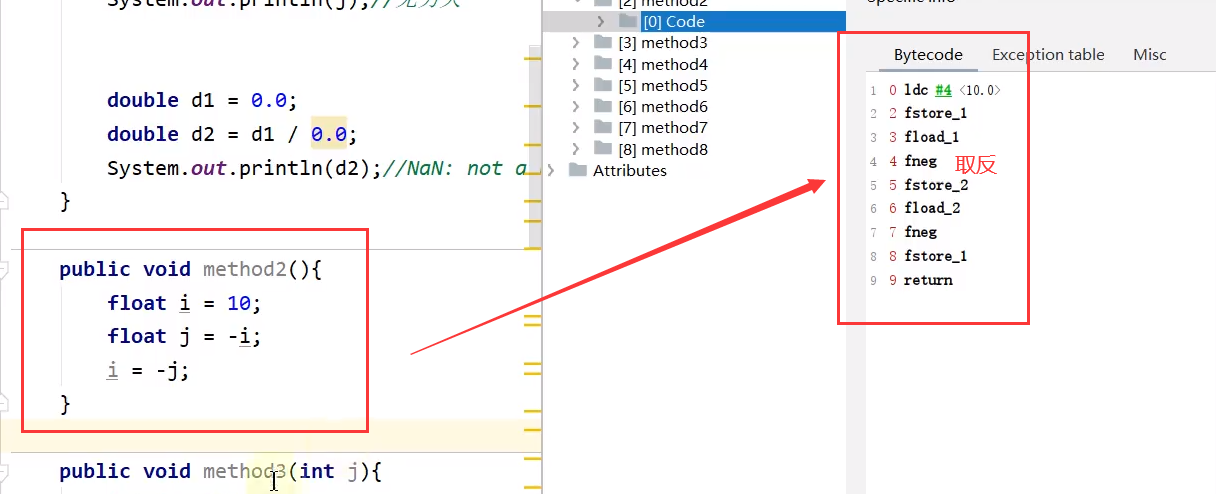 System.out.println(j);//无穷大
double d1 = 0.0;
double d2 = d1 / 0.0;
System.out.println(d2);//NaN: not a
}
public void method2(){
float i = 10;
float j = -i;
i = -j;
}
public void method3(int j){
[2] method2
[0] Code
[3] method3
[4] method4
[5] method5
[6] method6
[7] method7
[8] method8
Attributes
Specific info
Bytecode Exception table Misc
1 0 ldc #4 <10.0>
2 2 fstore_1
3 3 fload_1
4 4 fneg 取反
5 5 fstore_2
6 6 fload_2
7 7 fneg
8 8 fstore_1
9 9 return